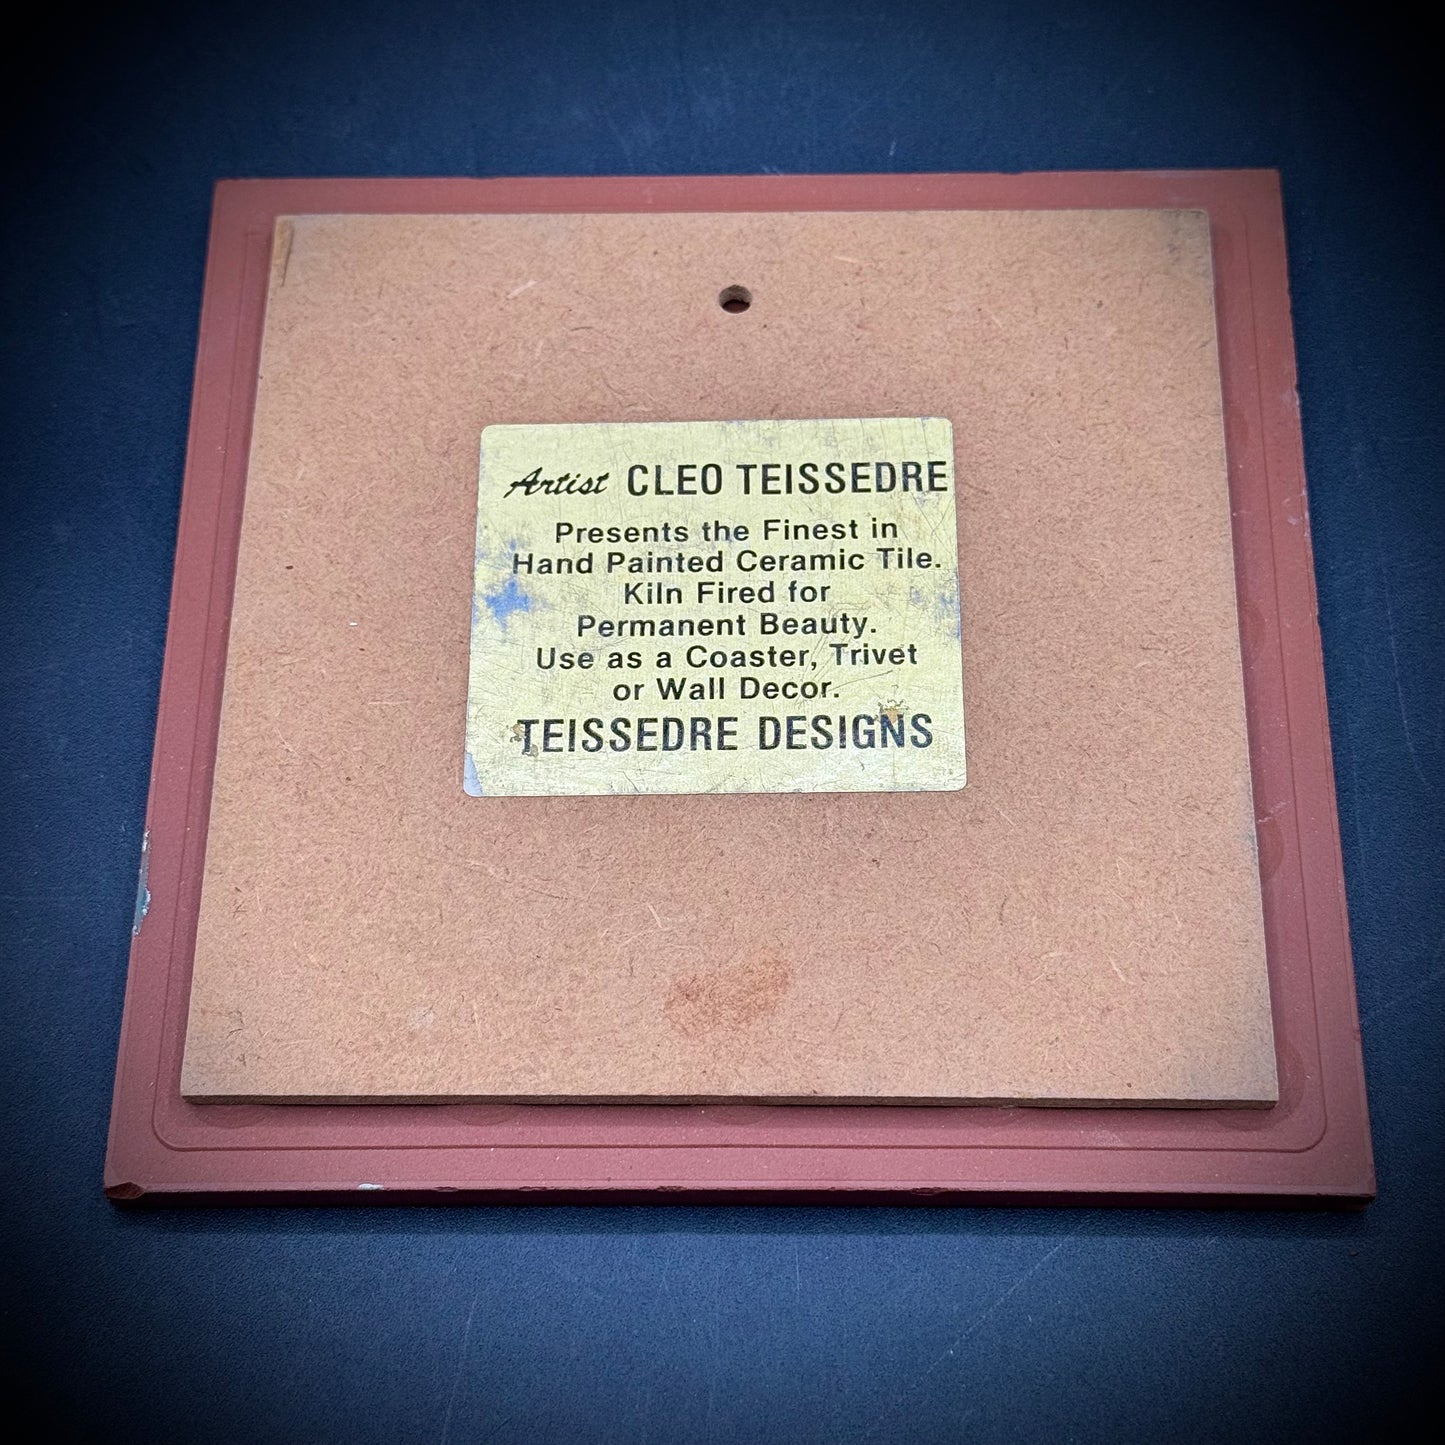 Artist CLEO TEISSEDRE
Presents the Finest in
Hand Painted Ceramic Tile.
Kiln Fired for
Permanent Beauty.
Use as a Coaster, Trivet
or Wall Decor.
TEISSEDRE DESIGNS